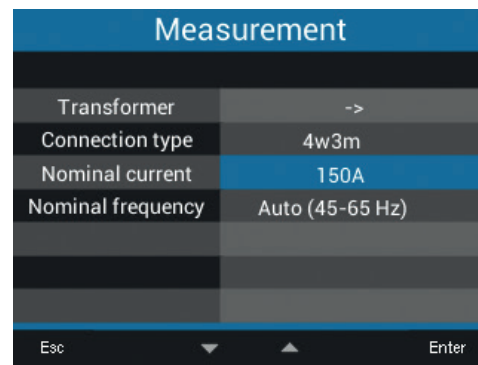 Measurement
Transformer ->
Connection type 4w3m
Nominal current 150A
Nominal frequency Auto (45-65 Hz)
Esc Enter